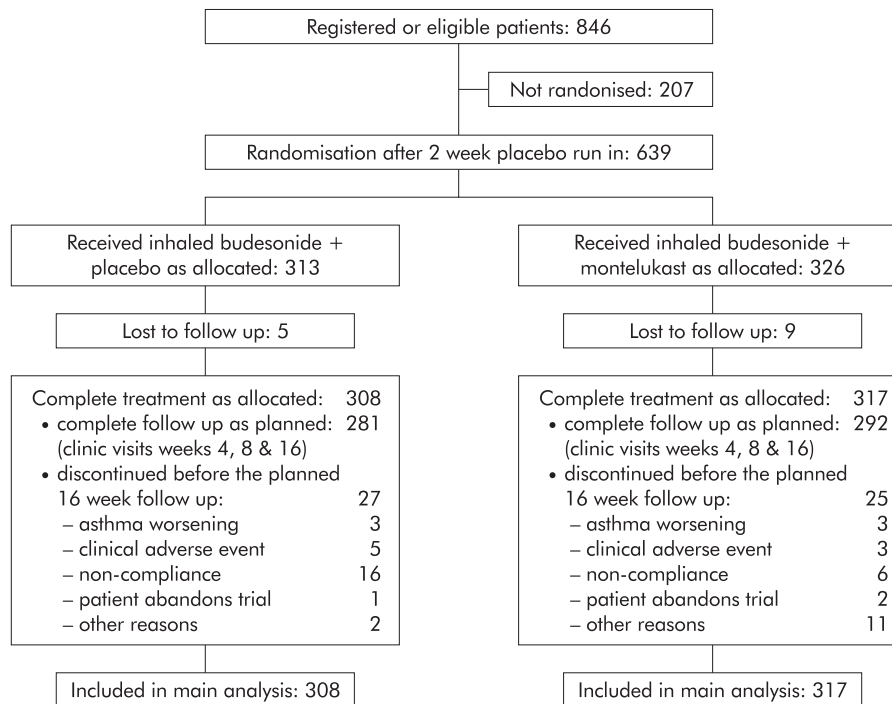 Registered or eligible patients: 846
Not randomised: 207
Randomisation after 2 week placebo run in: 639
Received inhaled budesonide +
placebo as allocated: 313
Received inhaled budesonide +
montelukast as allocated: 326
Lost to follow up: 5
Lost to follow up: 9
Complete treatment as allocated: 308
• complete follow up as planned: 281
(clinic visits weeks 4, 8 & 16)
• discontinued before the planned
16 week follow up: 27
– asthma worsening 3
– clinical adverse event 5
– non-compliance 16
– patient abandons trial 1
– other reasons 2
Complete treatment as allocated: 317
• complete follow up as planned: 292
(clinic visits weeks 4, 8 & 16)
• discontinued before the planned
16 week follow up: 25
– asthma worsening 3
– clinical adverse event 3
– non-compliance 6
– patient abandons trial 2
– other reasons 11
Included in main analysis: 308
Included in main analysis: 317